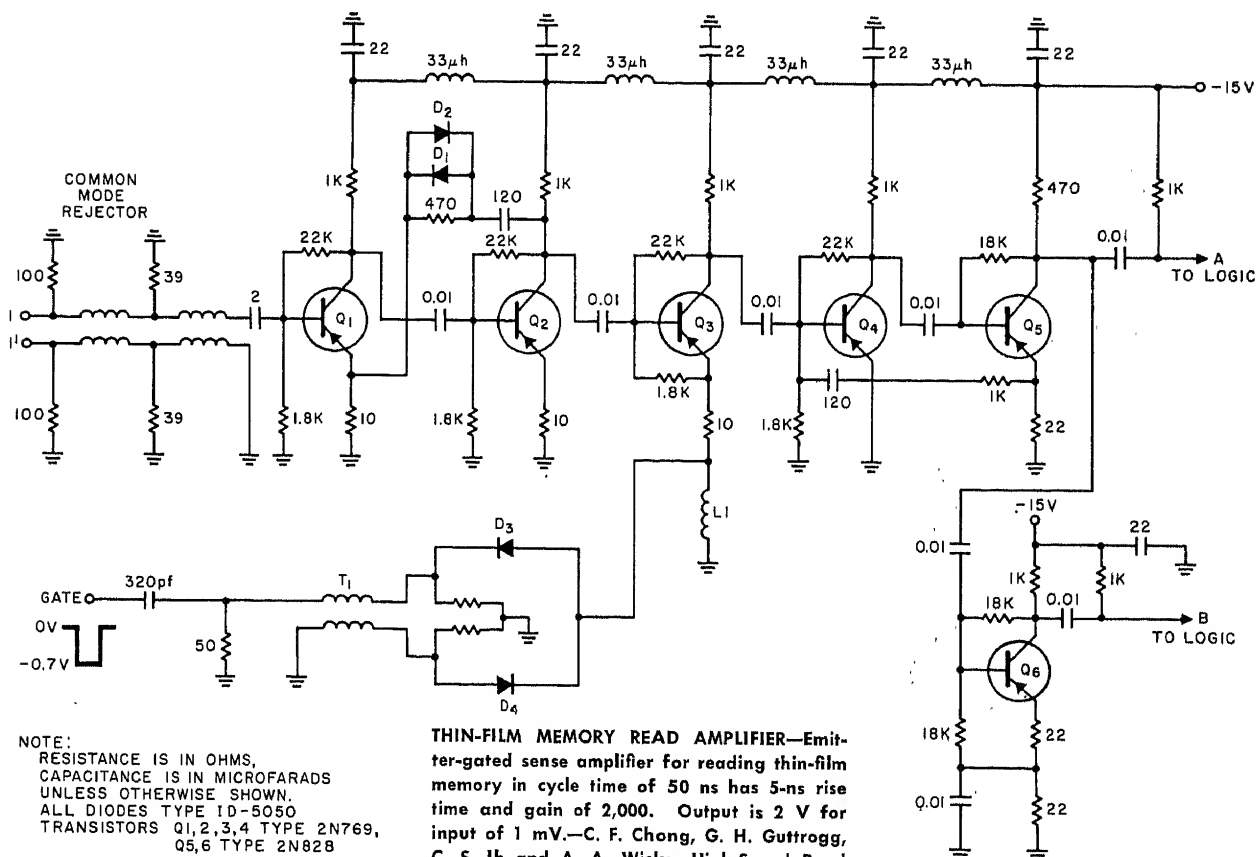 22
22
22
22
22
33μh
33μh
33μh
33μh
-15V
D2
D1
COMMON
MODE
REJECTOR
1K
470
120
1K
1K
1K
470
1K
100
39
22K
22K
22K
22K
18K
0.01
A
TO LOGIC
2
0.01
0.01
0.01
0.01
I
I'
Q1
Q2
Q3
Q4
Q5
100
39
1.8K
10
1.8K
10
1.8K
10
1.8K
120
1K
22
L1
D3
-15V
0.01
22
1K
1K
GATE
320pf
T1
18K
0.01
B
TO LOGIC
0V
-0.7V
50
Q6
D4
18K
22
0.01
22
NOTE:
RESISTANCE IS IN OHMS,
CAPACITANCE IS IN MICROFARADS
UNLESS OTHERWISE SHOWN.
ALL DIODES TYPE ID-5050
TRANSISTORS Q1,2,3,4 TYPE 2N769,
Q5,6 TYPE 2N828
THIN-FILM MEMORY READ AMPLIFIER—Emit-
ter-gated sense amplifier for reading thin-film
memory in cycle time of 50 ns has 5-ns rise
time and gain of 2,000. Output is 2 V for
input of 1 mV.—C. F. Chong, G. H. Guttrogg,